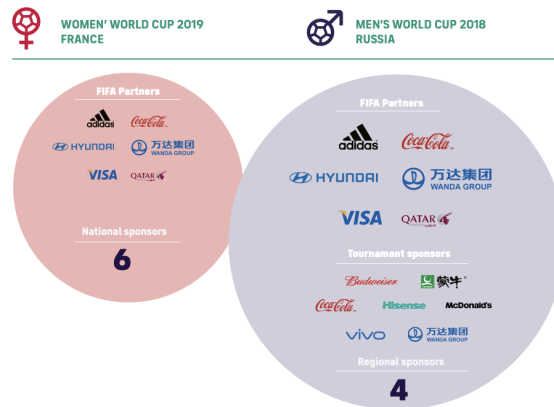 WOMEN' WORLD CUP 2019
FRANCE
MEN'S WORLD CUP 2018
RUSSIA
FIFA Partners
adidas
Coca-Cola
HYUNDAI
万达集团
WANDA GROUP
VISA
QATAR
National sponsors
6
FIFA Partners
adidas
Coca-Cola
HYUNDAI
万达集团
WANDA GROUP
VISA
QATAR
Tournament sponsors
Budweiser
蒙牛
Coca-Cola
Hisense
McDonald's
vivo
万达集团
WANDA GROUP
Regional sponsors
4